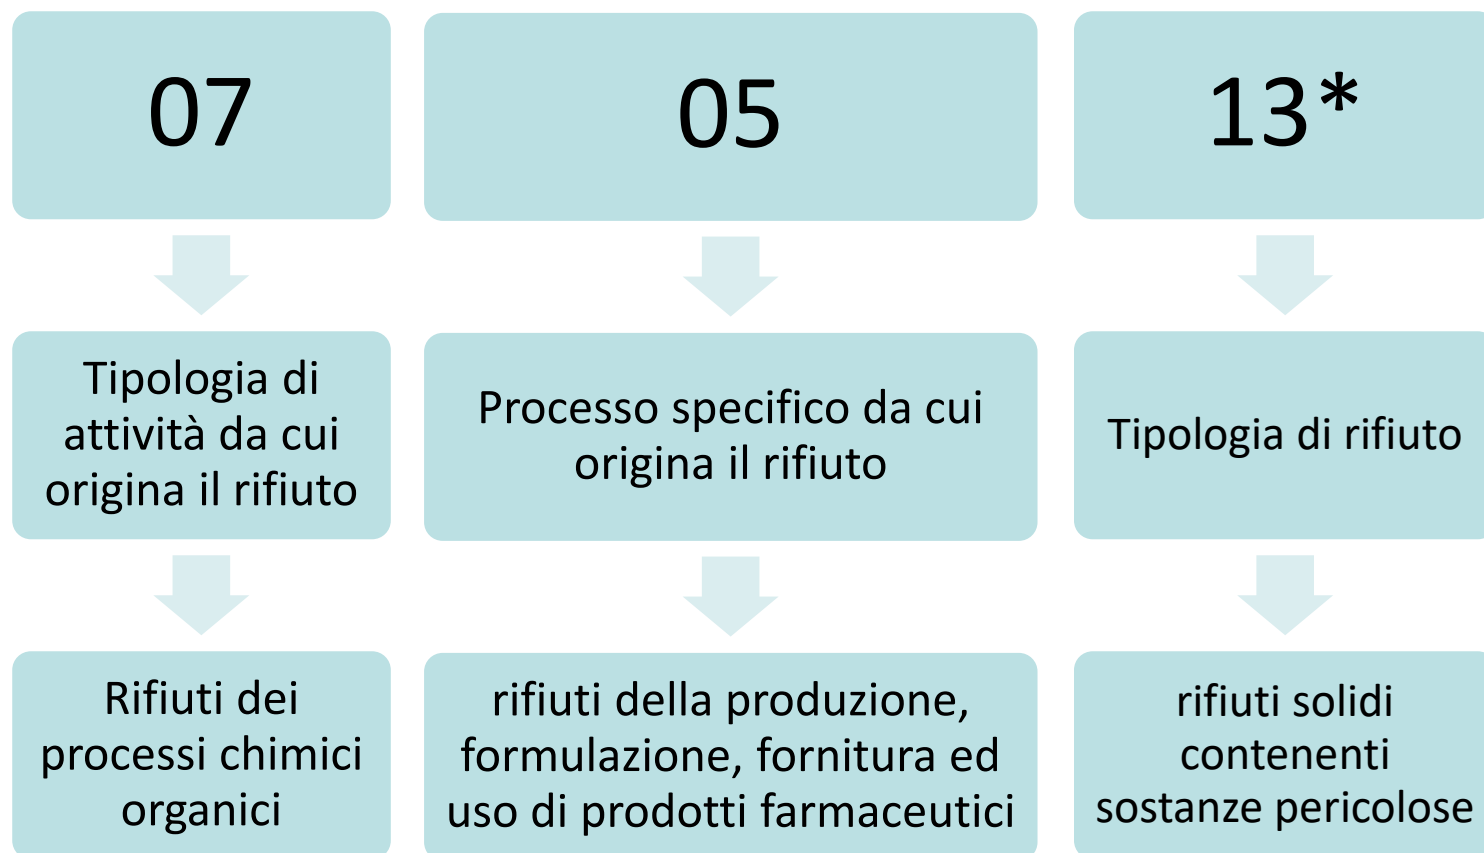 07
05
13*
Tipologia di
attività da cui
origina il rifiuto
Processo specifico da cui
origina il rifiuto
Tipologia di rifiuto
Rifiuti dei
processi chimici
organici
rifiuti della produzione,
formulazione, fornitura ed
uso di prodotti farmaceutici
rifiuti solidi
contenenti
sostanze pericolose